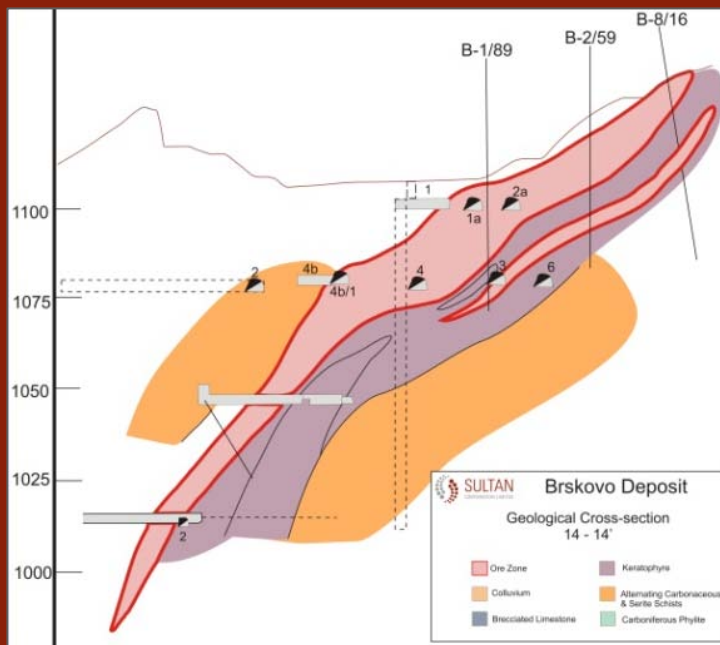 B-8/16
B-2/59
B-1/89
1100
1
1a
2a
2
4b
4b/1
4
3
6
1075
1050
1025
2
1000
SULTAN
Brskovo Deposit
Geological Cross-section
14 - 14'
Ore Zone
Keratophyre
Colluvium
Alternating Carbonaceous
& Serite Schists
Brecciated Limestone
Carboniferous Phylite